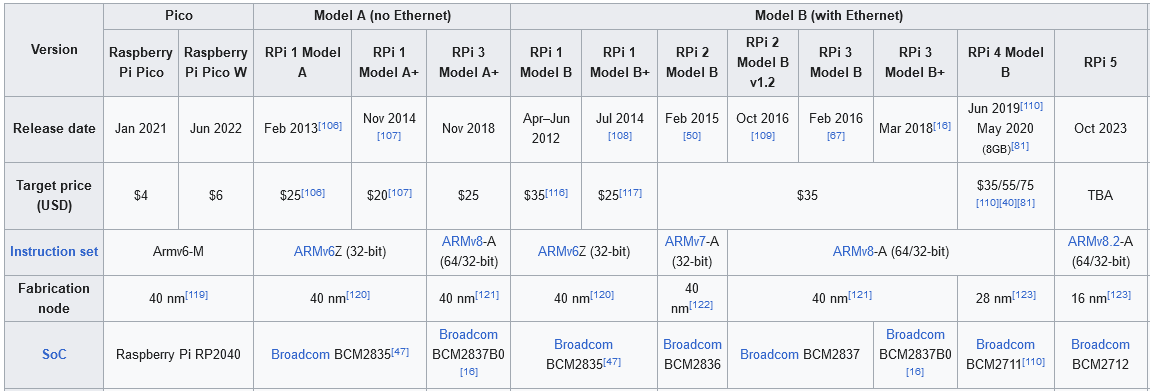 Version Pico Model A (no Ethernet) Model B (with Ethernet)
Raspberry Pi Pico Raspberry Pi Pico W RPi 1 Model A RPi 1 Model A+ RPi 3 Model A+ RPi 1 Model B RPi 1 Model B+ RPi 2 Model B RPi 2 Model B v1.2 RPi 3 Model B RPi 3 Model B+ RPi 4 Model B RPi 5
Release date Jan 2021 Jun 2022 Feb 2013[106] Nov 2014[107] Nov 2018 Apr–Jun 2012 Jul 2014[108] Feb 2015[50] Oct 2016[109] Feb 2016[67] Mar 2018[16] Jun 2019[110] May 2020 (8GB)[81] Oct 2023
Target price (USD) $4 $6 $25[106] $20[107] $25 $35[116] $25[117] $35 $35/55/75[110][40][81] TBA
Instruction set Armv6-M ARMv6Z (32-bit) ARMv8-A (64/32-bit) ARMv6Z (32-bit) ARMv7-A (32-bit) ARMv8-A (64/32-bit) ARMv8.2-A (64/32-bit)
Fabrication node 40 nm[119] 40 nm[120] 40 nm[121] 40 nm[120] 40 nm[122] 40 nm[121] 28 nm[123] 16 nm[123]
SoC Raspberry Pi RP2040 Broadcom BCM2835[47] Broadcom BCM2837B0[16] Broadcom BCM2835[47] Broadcom BCM2836 Broadcom BCM2837 Broadcom BCM2837B0[16] Broadcom BCM2711[110] Broadcom BCM2712